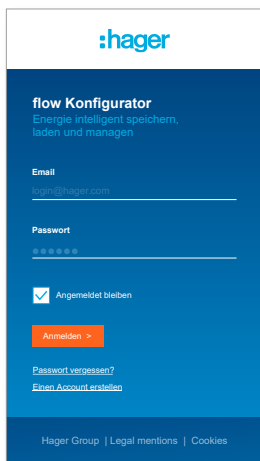 :hager
flow Konfigurator
Energie intelligent speichern,
laden und managen
Email
login@hager.com
Passwort
●●●●●●
Angemeldet bleiben
Anmelden >
Passwort vergessen?
Einen Account erstellen
Hager Group | Legal mentions | Cookies